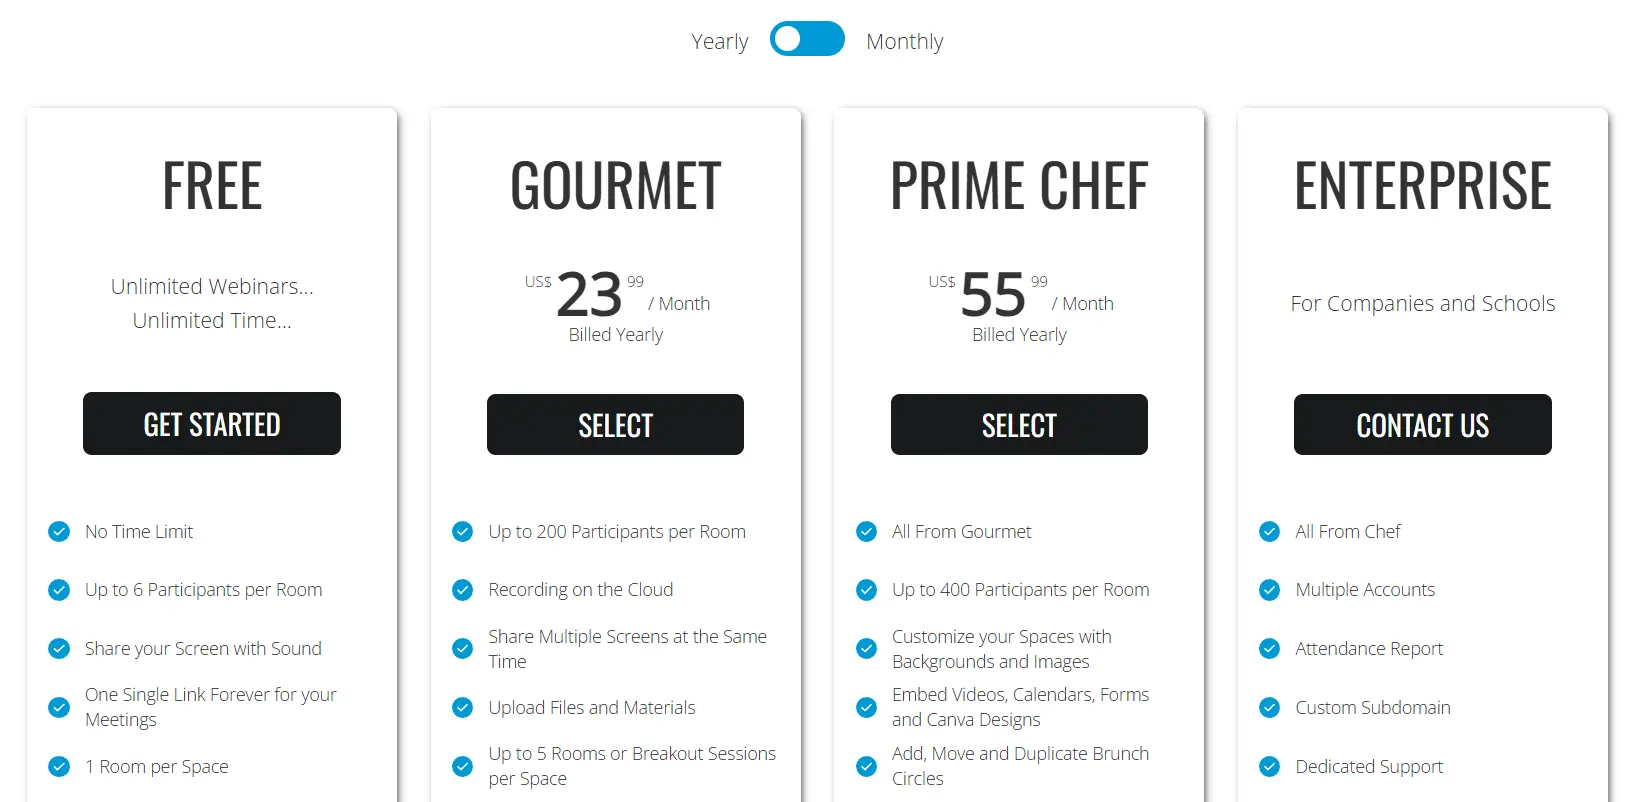 Yearly Monthly
FREE
Unlimited Webinars...
Unlimited Time...
GET STARTED
No Time Limit
Up to 6 Participants per Room
Share your Screen with Sound
One Single Link Forever for your
Meetings
1 Room per Space
GOURMET
US$ 23 99 / Month
Billed Yearly
SELECT
Up to 200 Participants per Room
Recording on the Cloud
Share Multiple Screens at the Same
Time
Upload Files and Materials
Up to 5 Rooms or Breakout Sessions
per Space
PRIME CHEF
US$ 55 99 / Month
Billed Yearly
SELECT
All From Gourmet
Up to 400 Participants per Room
Customize your Spaces with
Backgrounds and Images
Embed Videos, Calendars, Forms
and Canva Designs
Add, Move and Duplicate Brunch
Circles
ENTERPRISE
For Companies and Schools
CONTACT US
All From Chef
Multiple Accounts
Attendance Report
Custom Subdomain
Dedicated Support